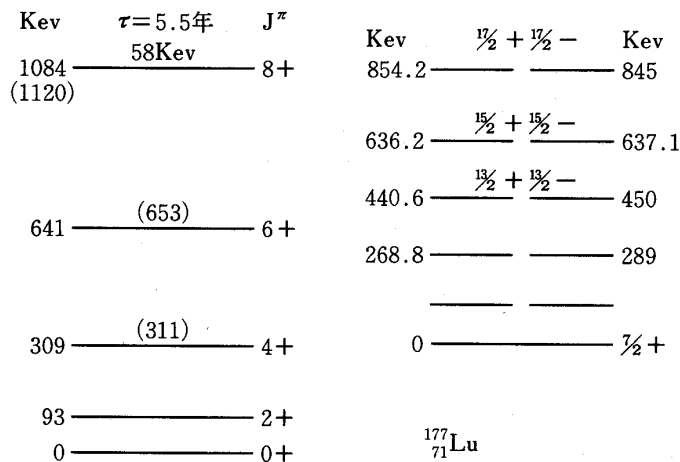 Kev τ=5.5年 J^π
58Kev
1084 8+
(1120)
(653)
641 6+
(311)
309 4+
93 2+
0 0+
Kev 17/2 + 17/2 − Kev
854.2 845
15/2 + 15/2 −
636.2 637.1
13/2 + 13/2 −
440.6 450
268.8 289
0 7/2 +
^{177}_{71}Lu